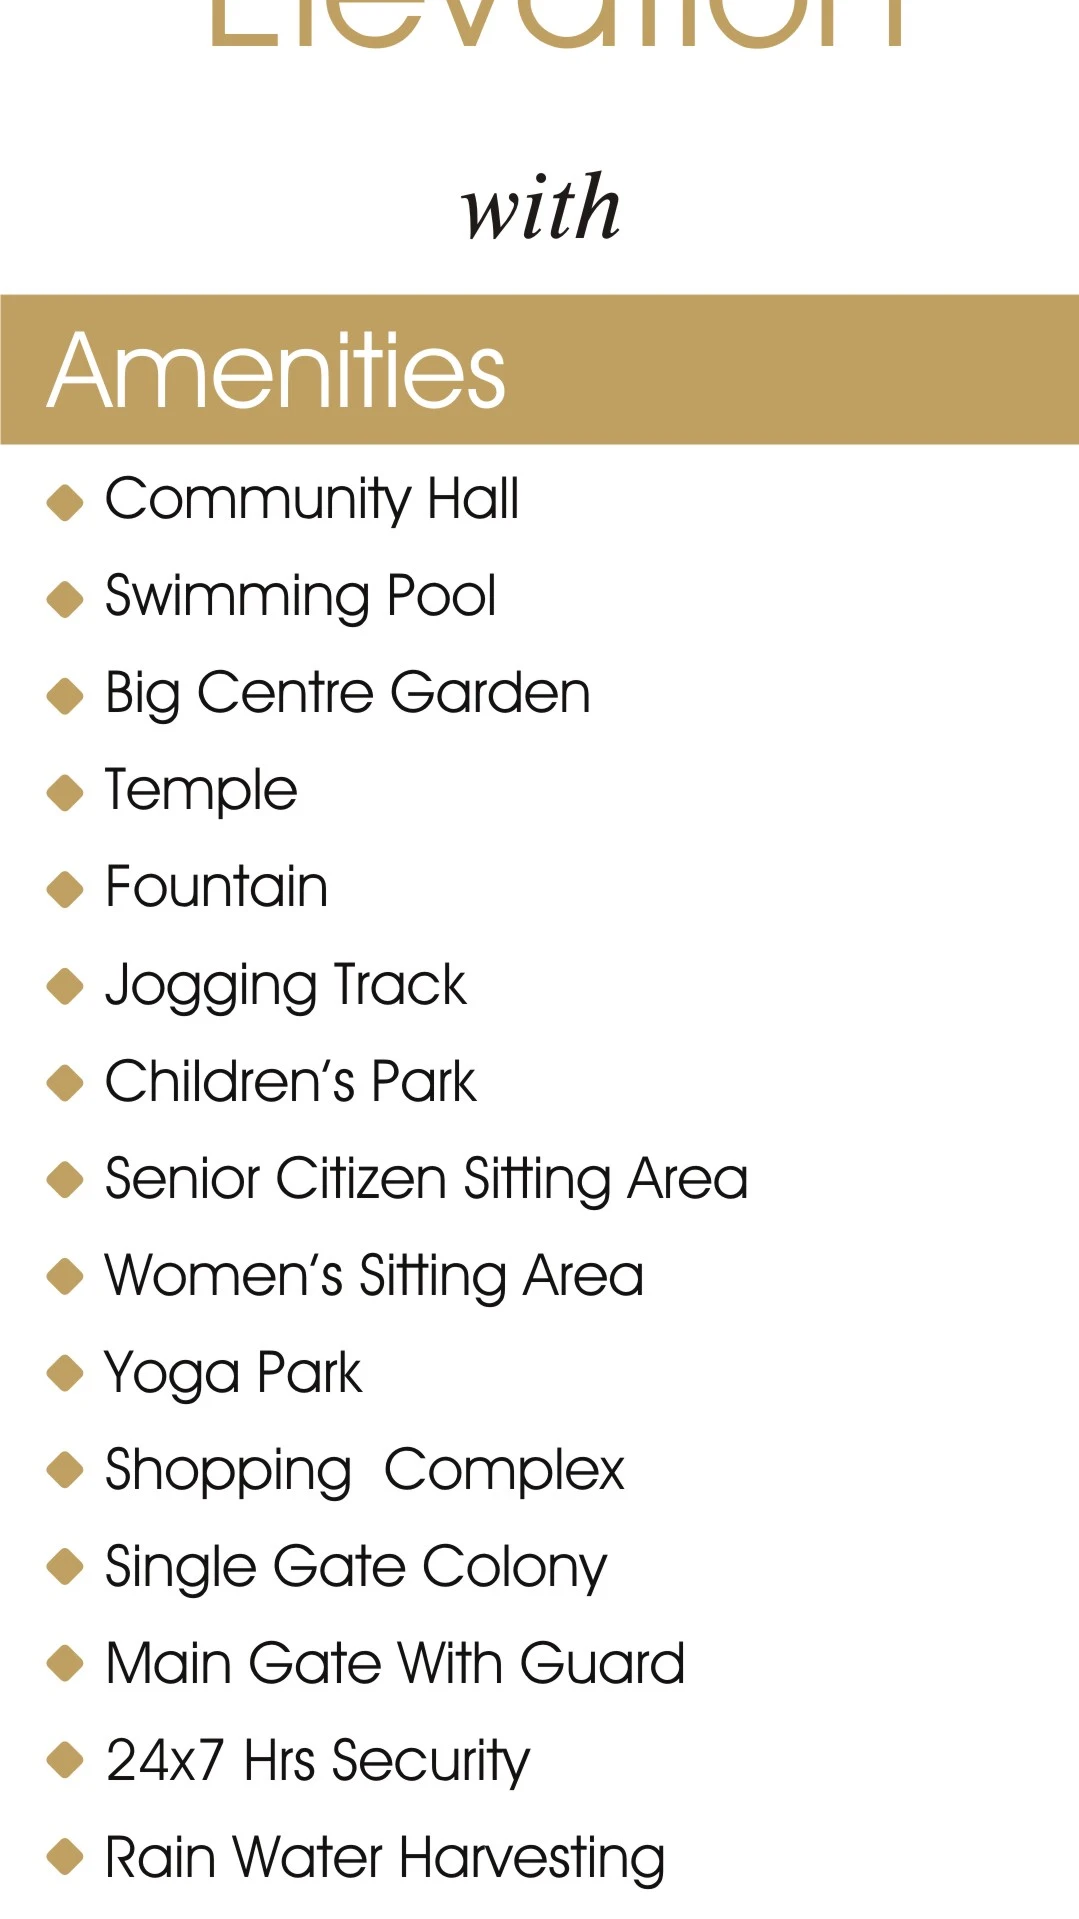 Elevation
with
Amenities
Community Hall
Swimming Pool
Big Centre Garden
Temple
Fountain
Jogging Track
Children’s Park
Senior Citizen Sitting Area
Women’s Sitting Area
Yoga Park
Shopping  Complex
Single Gate Colony
Main Gate With Guard
24x7 Hrs Security
Rain Water Harvesting